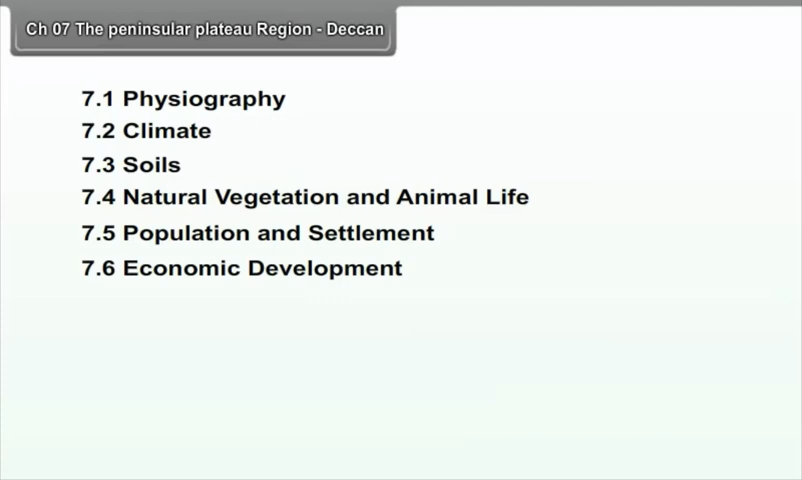 Ch 07 The peninsular plateau Region - Deccan
7.1 Physiography
7.2 Climate
7.3 Soils
7.4 Natural Vegetation and Animal Life
7.5 Population and Settlement
7.6 Economic Development